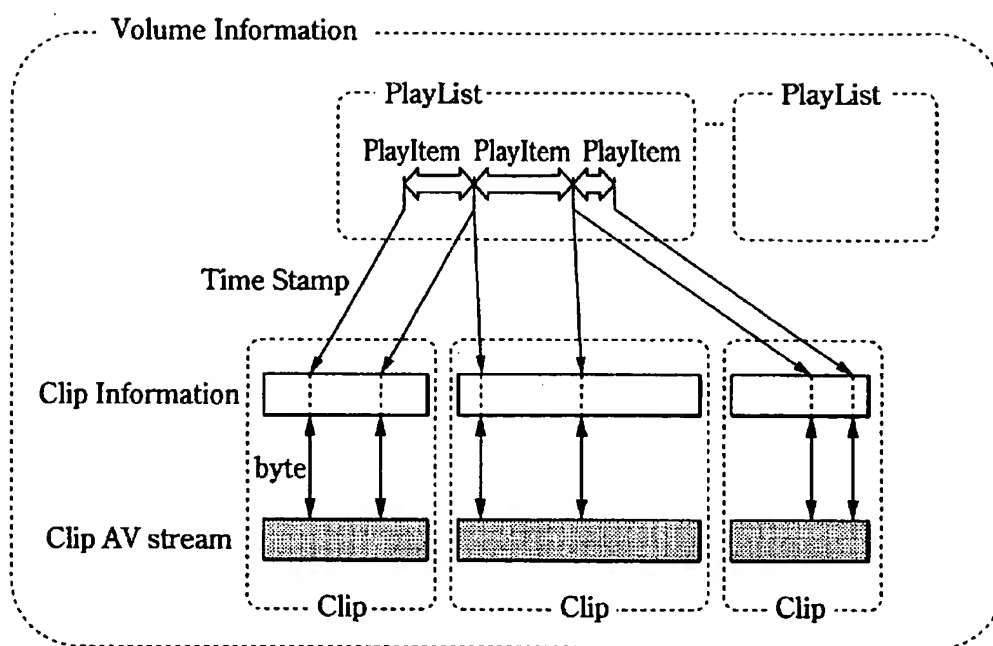 Volume Information
PlayList
...
PlayList
PlayItem PlayItem PlayItem
Time Stamp
Clip Information
byte
Clip AV stream
Clip
Clip
Clip